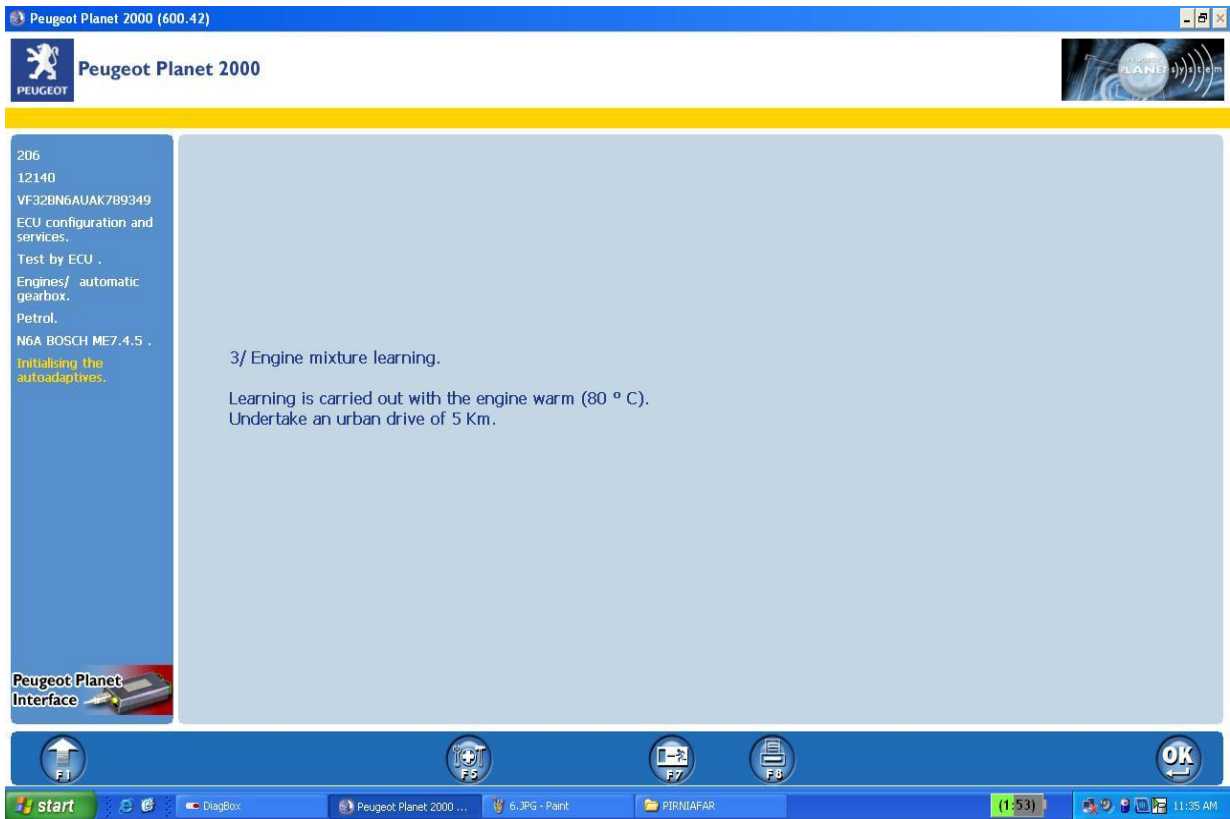 Peugeot Planet 2000 (600.42)
PEUGEOT
Peugeot Planet 2000
PLANET s)y)s)t)e)m
206
12140
VF32BN6AUAK789349
ECU configuration and
services.
Test by ECU .
Engines/ automatic
gearbox.
Petrol.
N6A BOSCH ME7.4.5 .
Initialising the
autoadaptives.
3/ Engine mixture learning.
Learning is carried out with the engine warm (80 º C).
Undertake an urban drive of 5 Km.
Peugeot Planet
Interface
F1
F5
F7
F8
OK
start
DiagBox
Peugeot Planet 2000 ...
6.JPG - Paint
PIRNIAFAR
(1:53)
11:35 AM